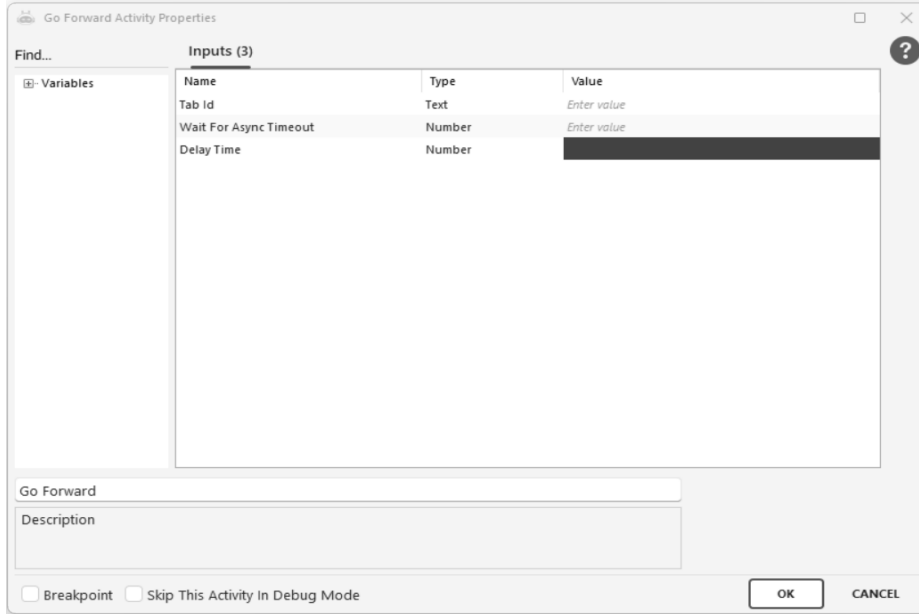 Go Forward Activity Properties
Find...
Inputs (3)
?
Variables
Name Type Value
Tab Id Text Enter value
Wait For Async Timeout Number Enter value
Delay Time Number
Go Forward
Description
Breakpoint Skip This Activity In Debug Mode OK CANCEL